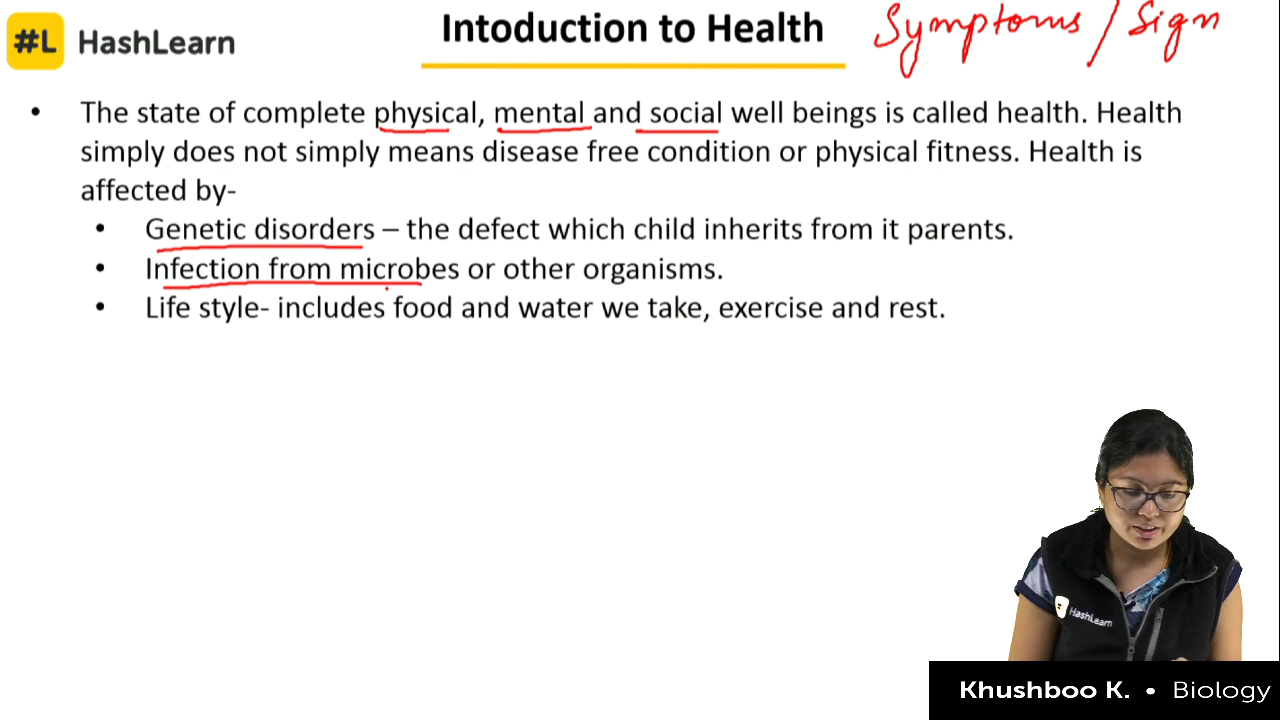 Intoduction to Health
Symptoms / Sign
#L HashLearn
• The state of complete physical, mental and social well beings is called health. Health
simply does not simply means disease free condition or physical fitness. Health is
affected by-
• Genetic disorders – the defect which child inherits from it parents.
• Infection from microbes or other organisms.
• Life style- includes food and water we take, exercise and rest.
HashLearn
Khushboo K. • Biology